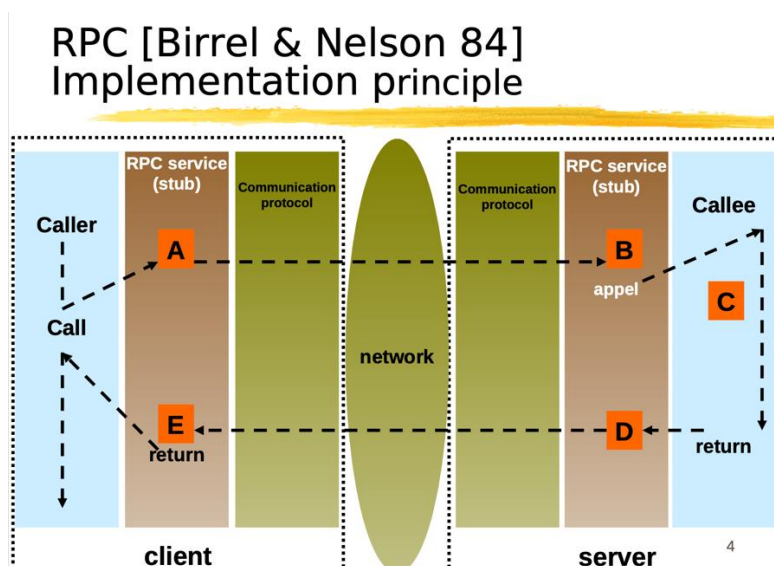 RPC [Birrel & Nelson 84]
Implementation principle
RPC service
(stub)
Communication
protocol
Communication
protocol
RPC service
(stub)
Caller
Callee
A
B
appel
C
Call
network
E
return
D
return
client
server
4